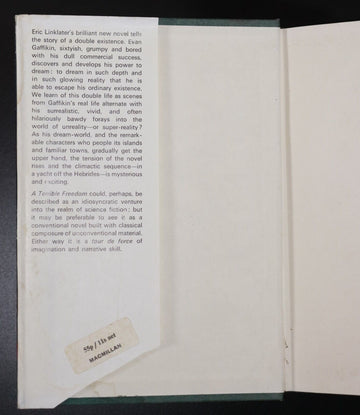 Eric Linklater's brilliant new novel tells
the story of a double existence. Evan
Gaffikin, sixtyish, grumpy and bored
with his dull commercial success,
discovers and develops his power to
dream: to dream in such depth and
in such glowing reality that he is
able to escape his ordinary existence.
We learn of this double life as scenes
from Gaffikin's real life alternate with
his surrealistic, vivid, and often
hilariously bawdy forays into the
world of unreality—or super-reality?
As his dream-world, and the remark-
able characters who people its islands
and familiar towns, gradually get the
upper hand, the tension of the novel
rises and the climactic sequence—in
a yacht off the Hebrides—is mysterious
and exciting.
A Terrible Freedom could, perhaps, be
described as an idiosyncratic venture
into the realm of science fiction; but
it may be preferable to see it as a
conventional novel built with classical
composure of unconventional material.
Either way it is a tour de force of
imagination and narrative skill.
55p / 11s net
MACMILLAN